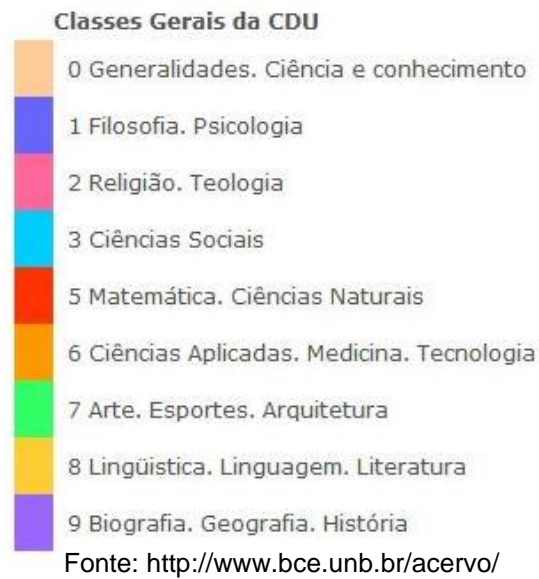 Classes Gerais da CDU
0 Generalidades. Ciência e conhecimento
1 Filosofia. Psicologia
2 Religião. Teologia
3 Ciências Sociais
5 Matemática. Ciências Naturais
6 Ciências Aplicadas. Medicina. Tecnologia
7 Arte. Esportes. Arquitetura
8 Lingüistica. Linguagem. Literatura
9 Biografia. Geografia. História
Fonte: http://www.bce.unb.br/acervo/